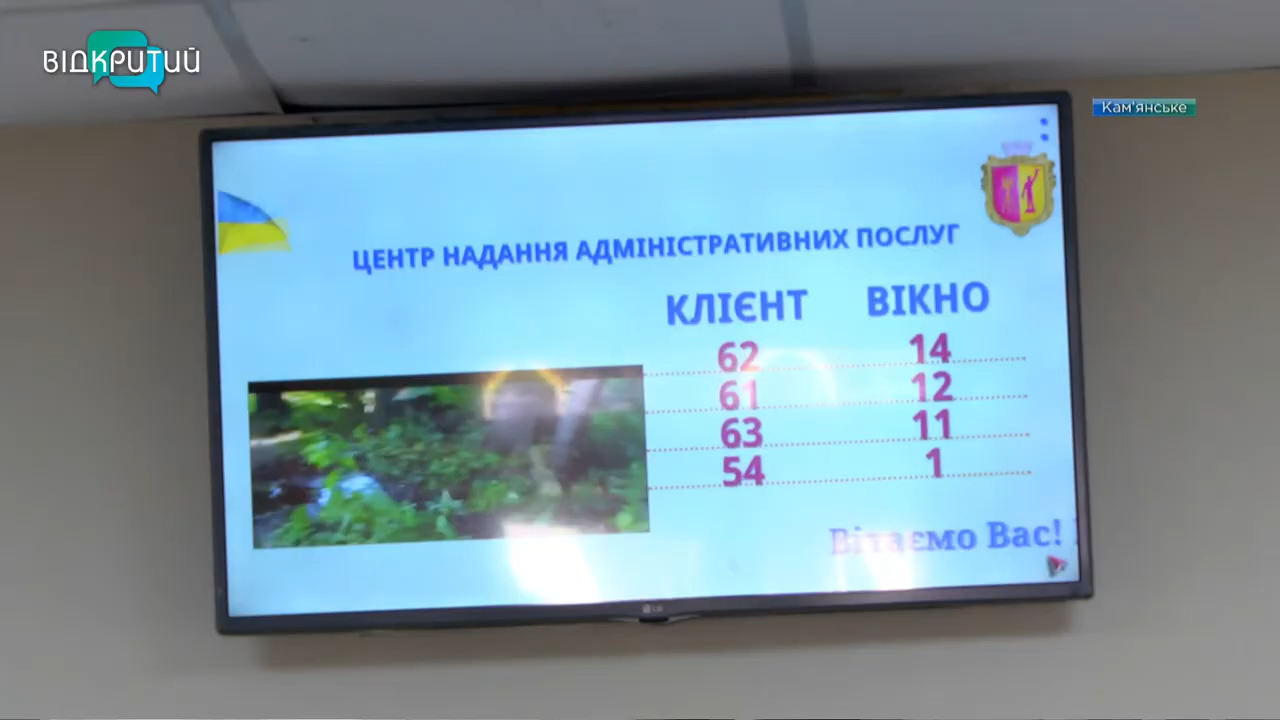 ВІДКРИТИЙ
Кам'янське
ЦЕНТР НАДАННЯ АДМІНІСТРАТИВНИХ ПОСЛУГ
КЛІЄНТ ВІКНО
62 14
61 12
63 11
54 1
Вітаємо Вас!
LG